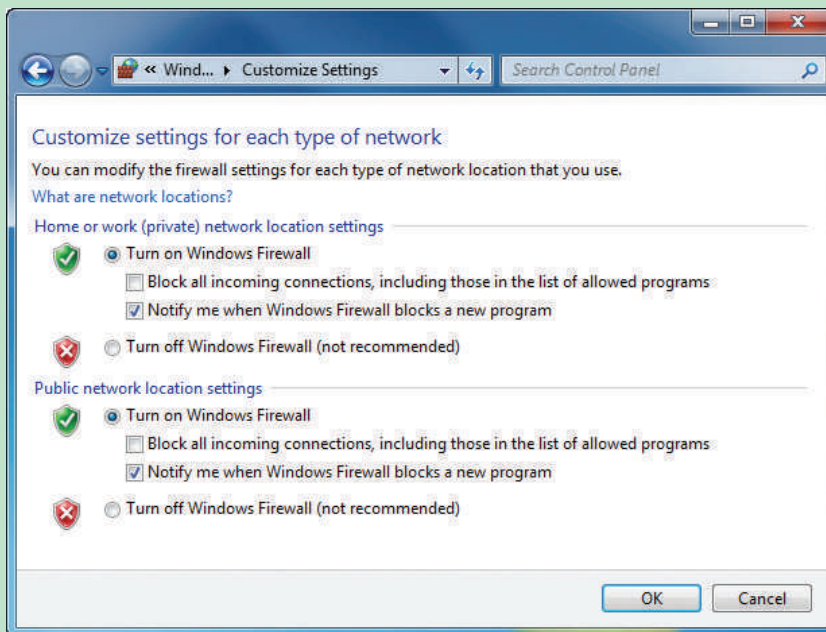 « Wind... ▸ Customize Settings
Search Control Panel
Customize settings for each type of network
You can modify the firewall settings for each type of network location that you use.
What are network locations?
Home or work (private) network location settings
Turn on Windows Firewall
Block all incoming connections, including those in the list of allowed programs
Notify me when Windows Firewall blocks a new program
Turn off Windows Firewall (not recommended)
Public network location settings
Turn on Windows Firewall
Block all incoming connections, including those in the list of allowed programs
Notify me when Windows Firewall blocks a new program
Turn off Windows Firewall (not recommended)
OK Cancel